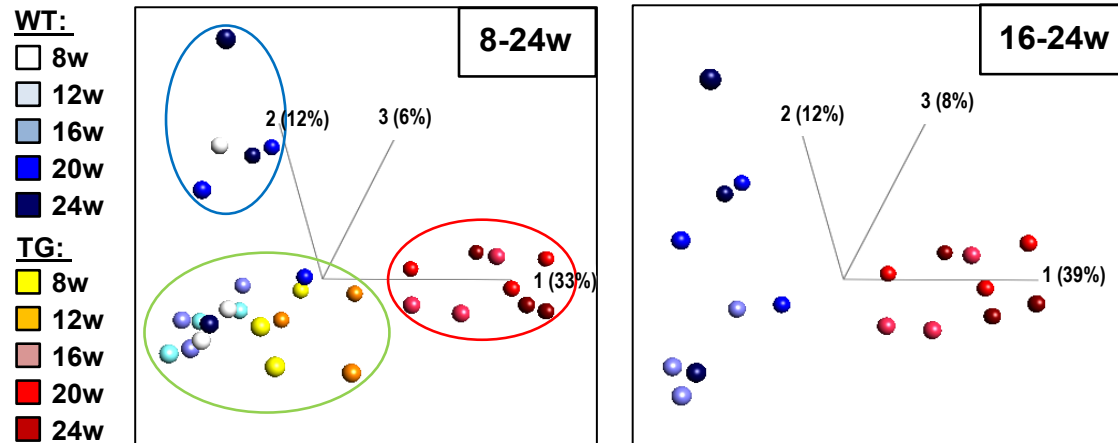 WT:
8w
12w
16w
20w
24w
TG:
8w
12w
16w
20w
24w
8-24w
2 (12%)
3 (6%)
1 (33%)
16-24w
2 (12%)
3 (8%)
1 (39%)